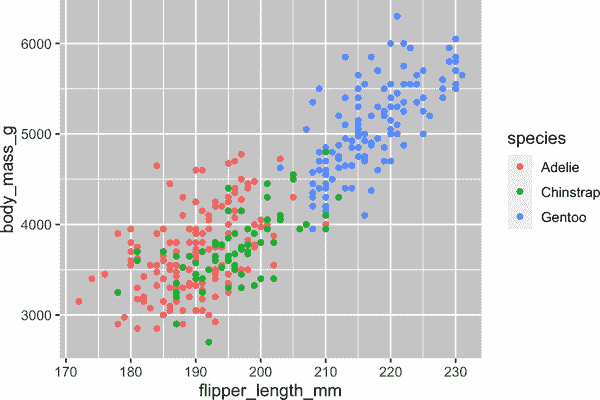 body_mass_g
6000
5000
4000
3000
170 180 190 200 210 220 230
flipper_length_mm
species
Adelie
Chinstrap
Gentoo